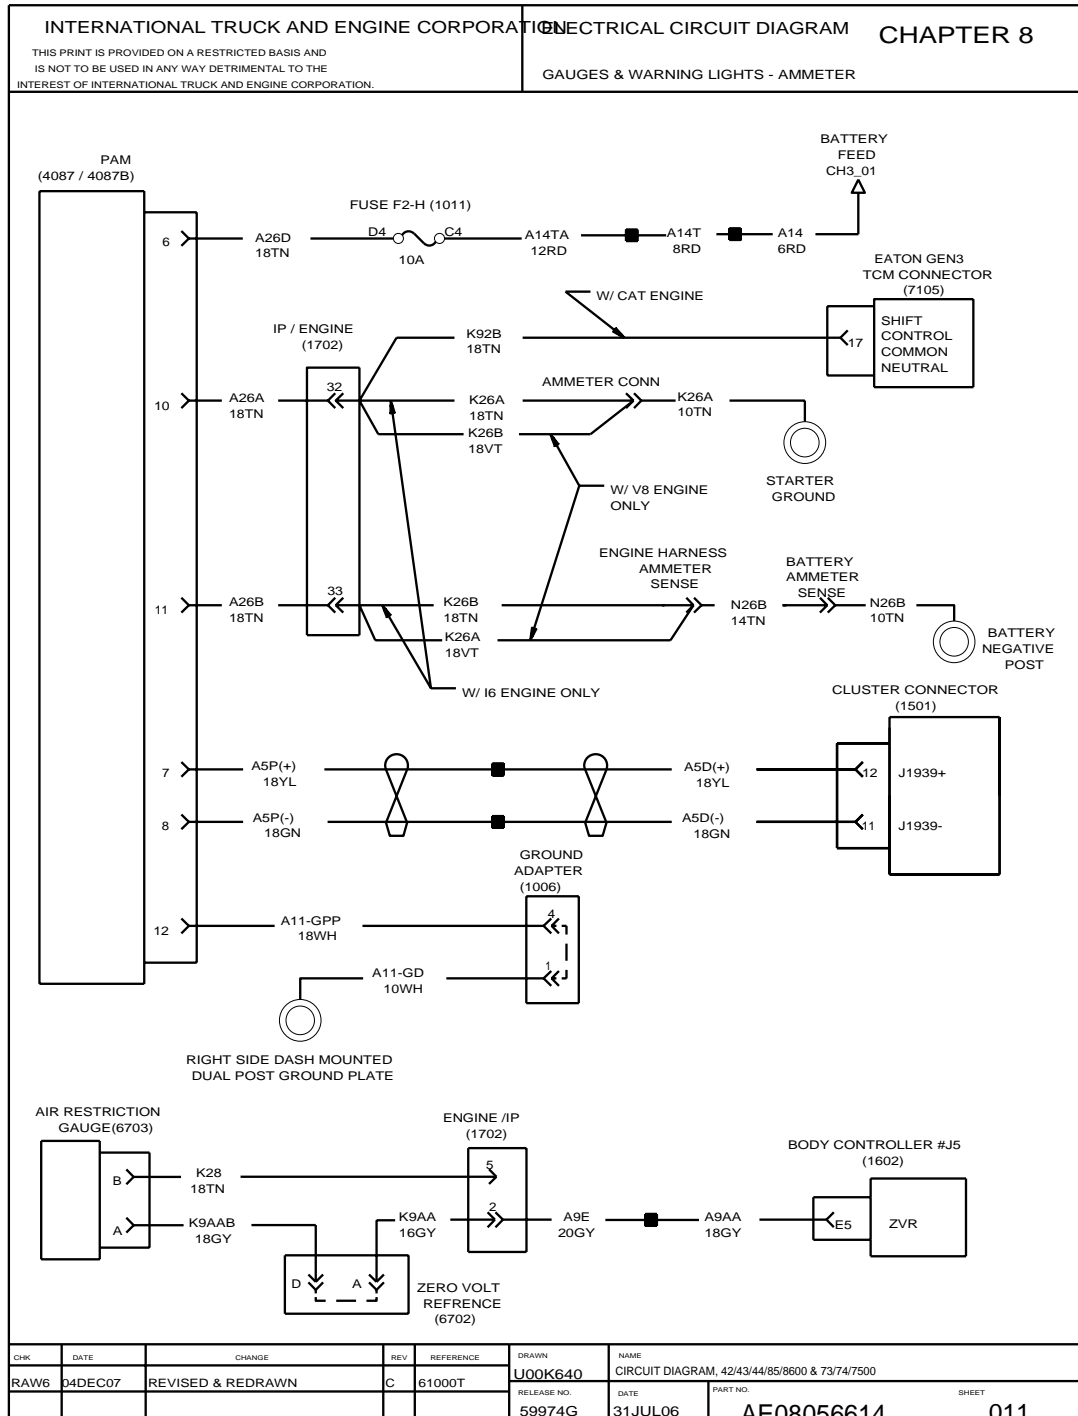 INTERNATIONAL TRUCK AND ENGINE CORPORATION
THIS PRINT IS PROVIDED ON A RESTRICTED BASIS AND
IS NOT TO BE USED IN ANY WAY DETRIMENTAL TO THE
INTEREST OF INTERNATIONAL TRUCK AND ENGINE CORPORATION.
ELECTRICAL CIRCUIT DIAGRAM
CHAPTER 8
GAUGES & WARNING LIGHTS - AMMETER
PAM
(4087 / 4087B)
BATTERY
FEED
CH3_01
FUSE F2-H (1011)
6
A26D
18TN
D4
C4
10A
A14TA
12RD
A14T
8RD
A14
6RD
EATON GEN3
TCM CONNECTOR
(7105)
W/ CAT ENGINE
17
SHIFT
CONTROL
COMMON
NEUTRAL
IP / ENGINE
(1702)
K92B
18TN
10
A26A
18TN
32
K26A
18TN
AMMETER CONN
K26A
10TN
K26B
18VT
STARTER
GROUND
W/ V8 ENGINE
ONLY
ENGINE HARNESS
AMMETER
SENSE
BATTERY
AMMETER
SENSE
11
A26B
18TN
33
K26B
18TN
N26B
14TN
N26B
10TN
K26A
18VT
BATTERY
NEGATIVE
POST
W/ I6 ENGINE ONLY
CLUSTER CONNECTOR
(1501)
7
A5P(+)
18YL
A5D(+)
18YL
12
J1939+
8
A5P(-)
18GN
A5D(-)
18GN
11
J1939-
GROUND
ADAPTER
(1006)
12
A11-GPP
18WH
4
A11-GD
10WH
1
RIGHT SIDE DASH MOUNTED
DUAL POST GROUND PLATE
AIR RESTRICTION
GAUGE(6703)
ENGINE /IP
(1702)
BODY CONTROLLER #J5
(1602)
B
K28
18TN
5
A
K9AAB
18GY
K9AA
16GY
2
A9E
20GY
A9AA
18GY
E5
ZVR
D
A
ZERO VOLT
REFRENCE
(6702)
CHK
DATE
CHANGE
REV
REFERENCE
DRAWN
NAME
RAW6
04DEC07
REVISED & REDRAWN
C
61000T
U00K640
CIRCUIT DIAGRAM, 42/43/44/85/8600 & 73/74/7500
RELEASE NO.
DATE
PART NO.
SHEET
59974G
31JUL06
AE08056614
011